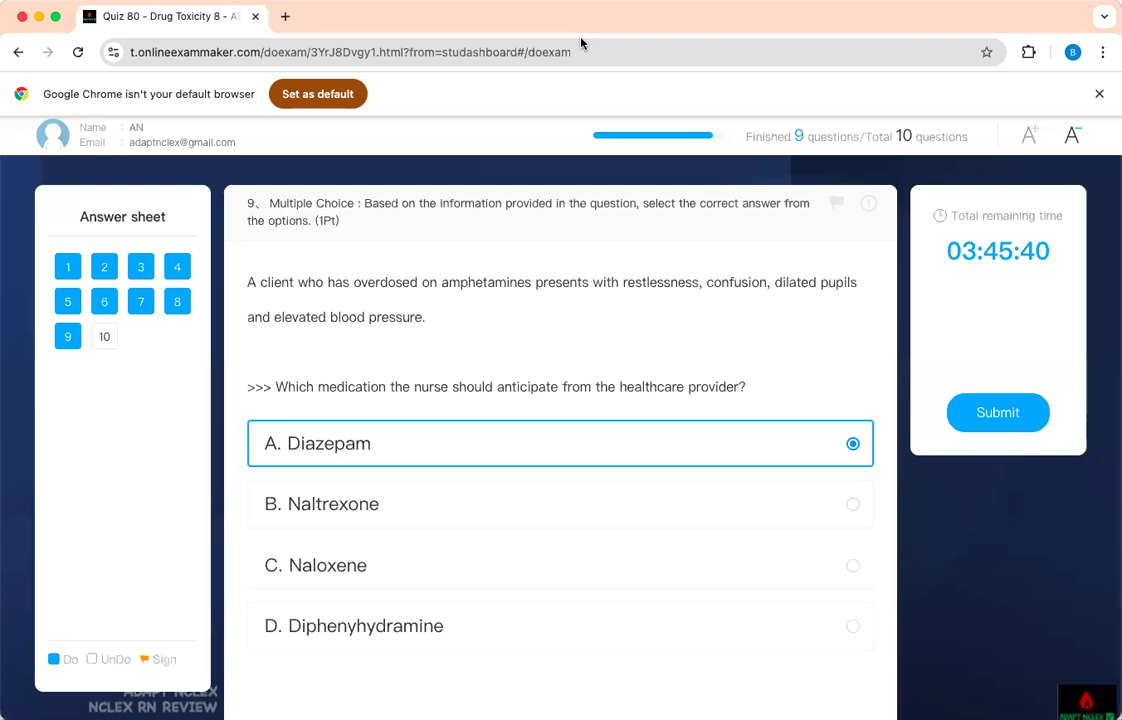 Quiz 80 - Drug Toxicity 8 - A
t.onlineexammaker.com/doexam/3YrJ8Dvgy1.html?from=studashboard#/doexam
B
Google Chrome isn't your default browser
Set as default
Name : AN
Email : adaptnclex@gmail.com
Finished 9 questions/Total 10 questions
A+ A-
Answer sheet
1 2 3 4
5 6 7 8
9 10
Do UnDo Sign
ADAPT NCLEX
NCLEX RN REVIEW
9、 Multiple Choice : Based on the information provided in the question, select the correct answer from
the options. (1Pt)
A client who has overdosed on amphetamines presents with restlessness, confusion, dilated pupils
and elevated blood pressure.
>>> Which medication the nurse should anticipate from the healthcare provider?
A. Diazepam
B. Naltrexone
C. Naloxene
D. Diphenyhydramine
Total remaining time
03:45:40
Submit
ADAPT NCLEX